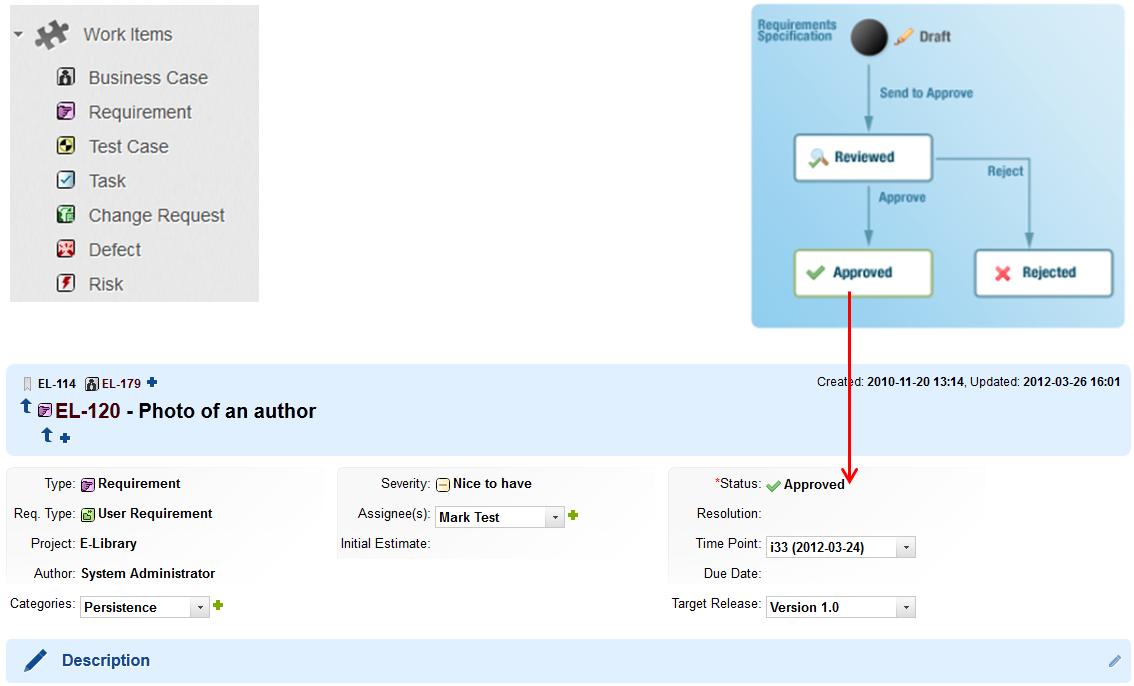 Work Items
Business Case
Requirement
Test Case
Task
Change Request
Defect
Risk
Requirements
Specification
Draft
Send to Approve
Reviewed
Reject
Approve
Approved
Rejected
EL-114 EL-179
Created: 2010-11-20 13:14, Updated: 2012-03-26 16:01
EL-120 - Photo of an author
Type: Requirement
Req. Type: User Requirement
Project: E-Library
Author: System Administrator
Categories: Persistence
Severity: Nice to have
Assignee(s): Mark Test
Initial Estimate:
*Status: Approved
Resolution:
Time Point: i33 (2012-03-24)
Due Date:
Target Release: Version 1.0
Description